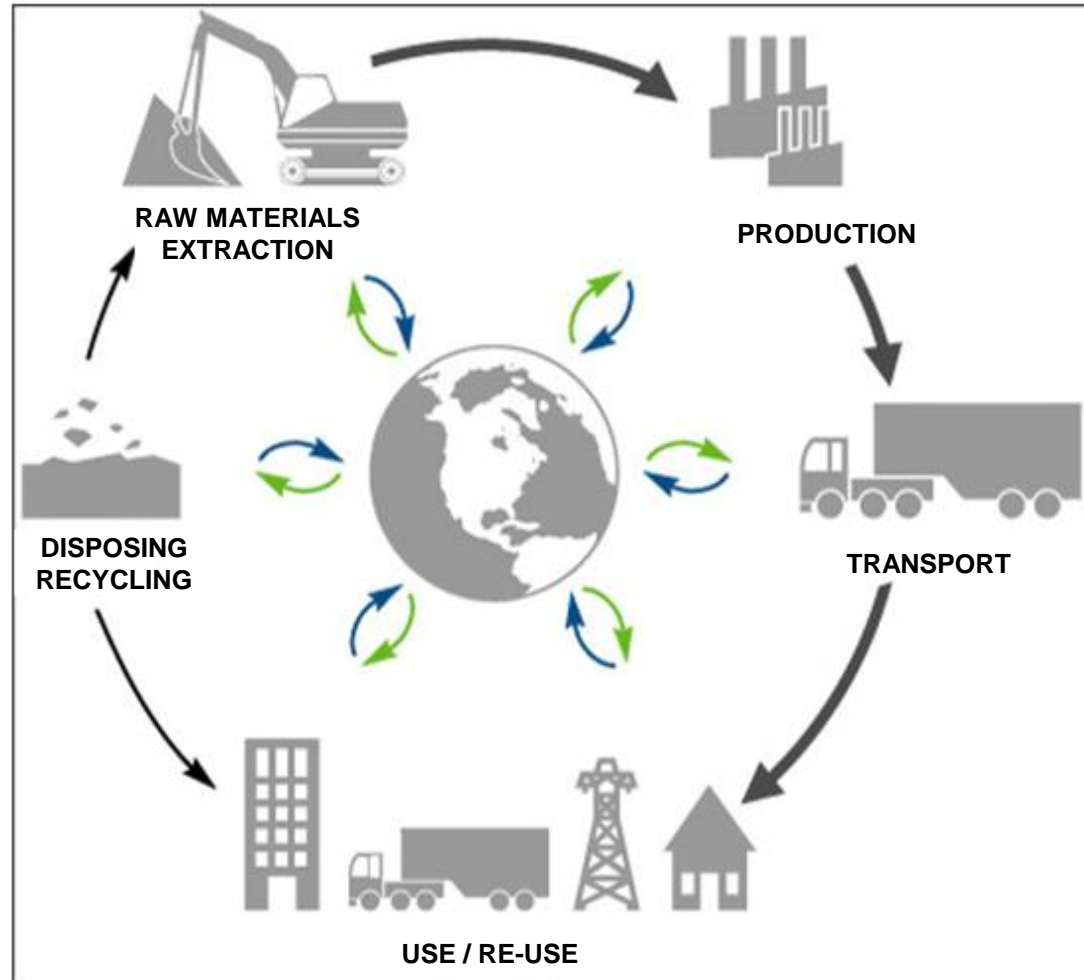 RAW MATERIALS
EXTRACTION
PRODUCTION
DISPOSING
RECYCLING
TRANSPORT
USE / RE-USE